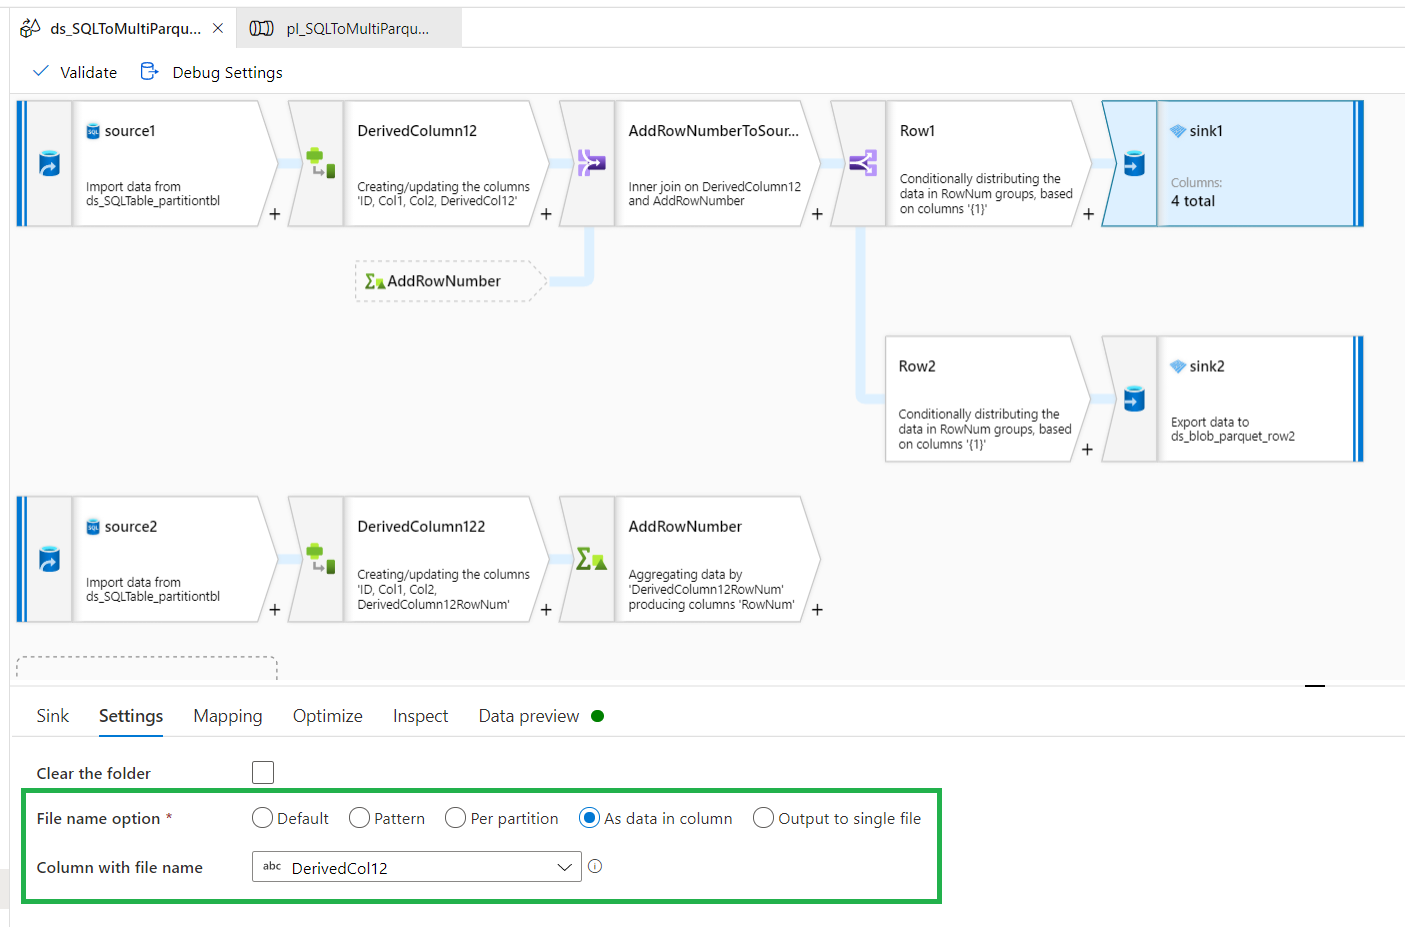 ds_SQLToMultiParqu...
pl_SQLToMultiParqu...
Validate
Debug Settings
SQL source1
Import data from
ds_SQLTable_partitiontbl
+
DerivedColumn12
Creating/updating the columns
'ID, Col1, Col2, DerivedCol12'
+
AddRowNumberToSour...
Inner join on DerivedColumn12
and AddRowNumber
+
Row1
Conditionally distributing the
data in RowNum groups, based
on columns '{1}'
+
sink1
Columns:
4 total
AddRowNumber
Row2
Conditionally distributing the
data in RowNum groups, based
on columns '{1}'
+
sink2
Export data to
ds_blob_parquet_row2
SQL source2
Import data from
ds_SQLTable_partitiontbl
+
DerivedColumn122
Creating/updating the columns
'ID, Col1, Col2,
DerivedColumn12RowNum'
+
AddRowNumber
Aggregating data by
'DerivedColumn12RowNum'
producing columns 'RowNum'
+
Sink Settings Mapping Optimize Inspect Data preview
Clear the folder
File name option * Default Pattern Per partition As data in column Output to single file
Column with file name abc DerivedCol12